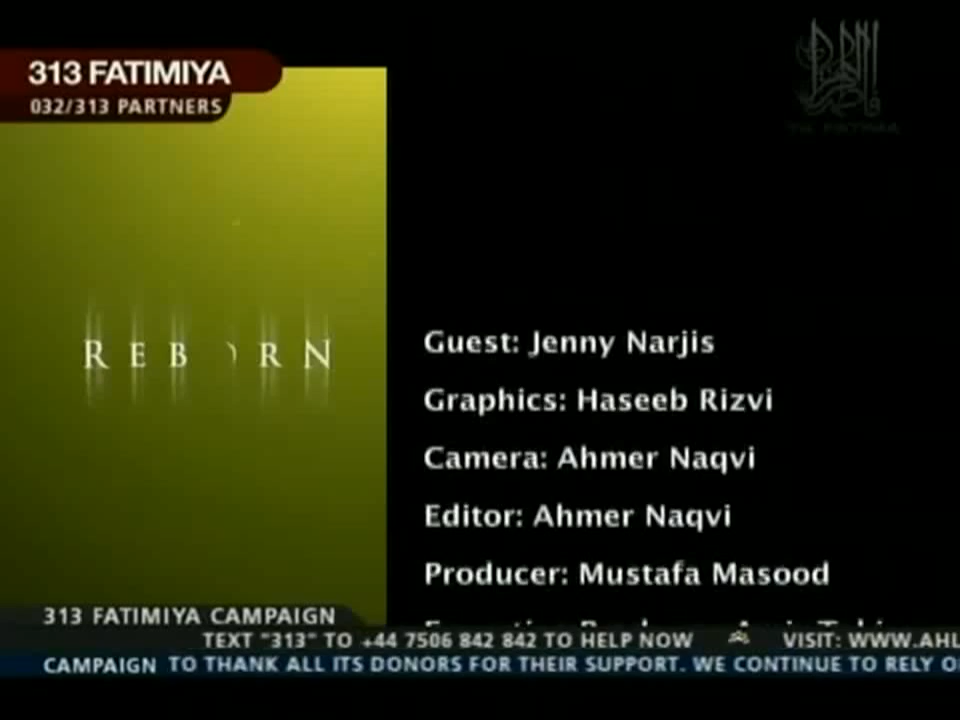 313 FATIMIYA
032/313 PARTNERS
REB RN
Guest: Jenny Narjis
Graphics: Haseeb Rizvi
Camera: Ahmer Naqvi
Editor: Ahmer Naqvi
Producer: Mustafa Masood
313 FATIMIYA CAMPAIGN
TEXT "313" TO +44 7506 842 842 TO HELP NOW VISIT: WWW.AHL
CAMPAIGN TO THANK ALL ITS DONORS FOR THEIR SUPPORT. WE CONTINUE TO RELY O